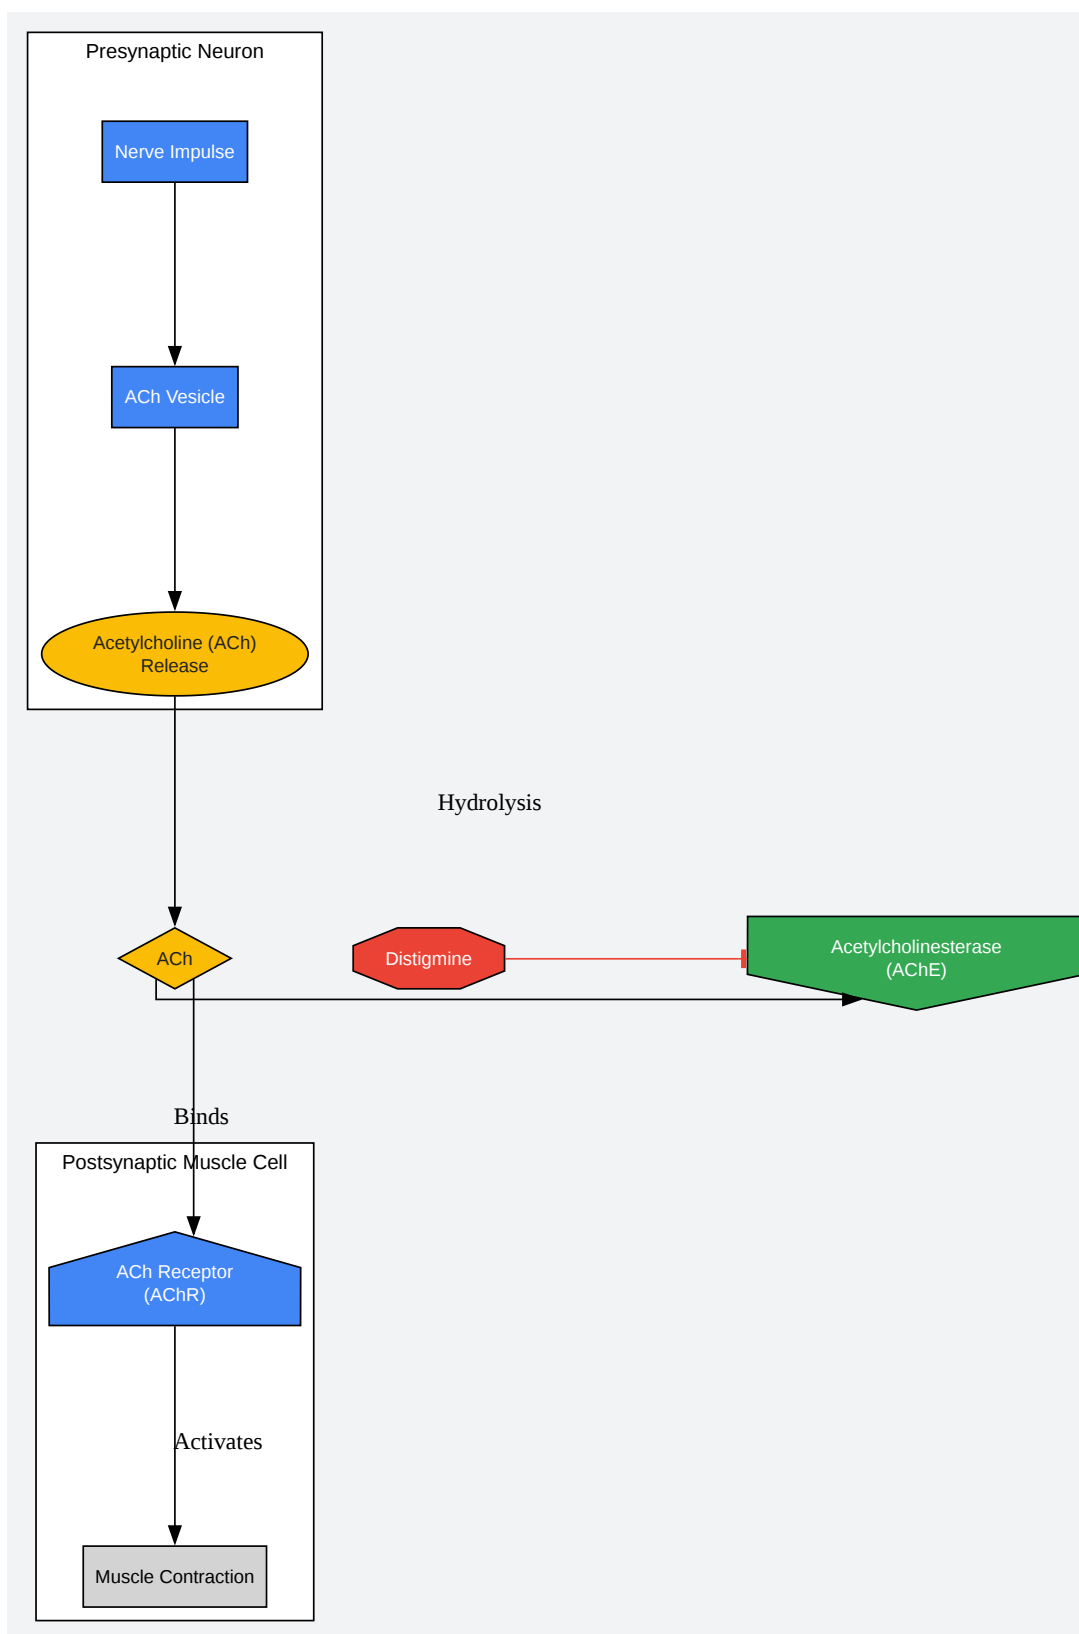 Presynaptic Neuron
Nerve Impulse
ACh Vesicle
Acetylcholine (ACh)
Release
Hydrolysis
ACh
Distigmine
Acetylcholinesterase
(AChE)
Binds
Postsynaptic Muscle Cell
ACh Receptor
(AChR)
Activates
Muscle Contraction